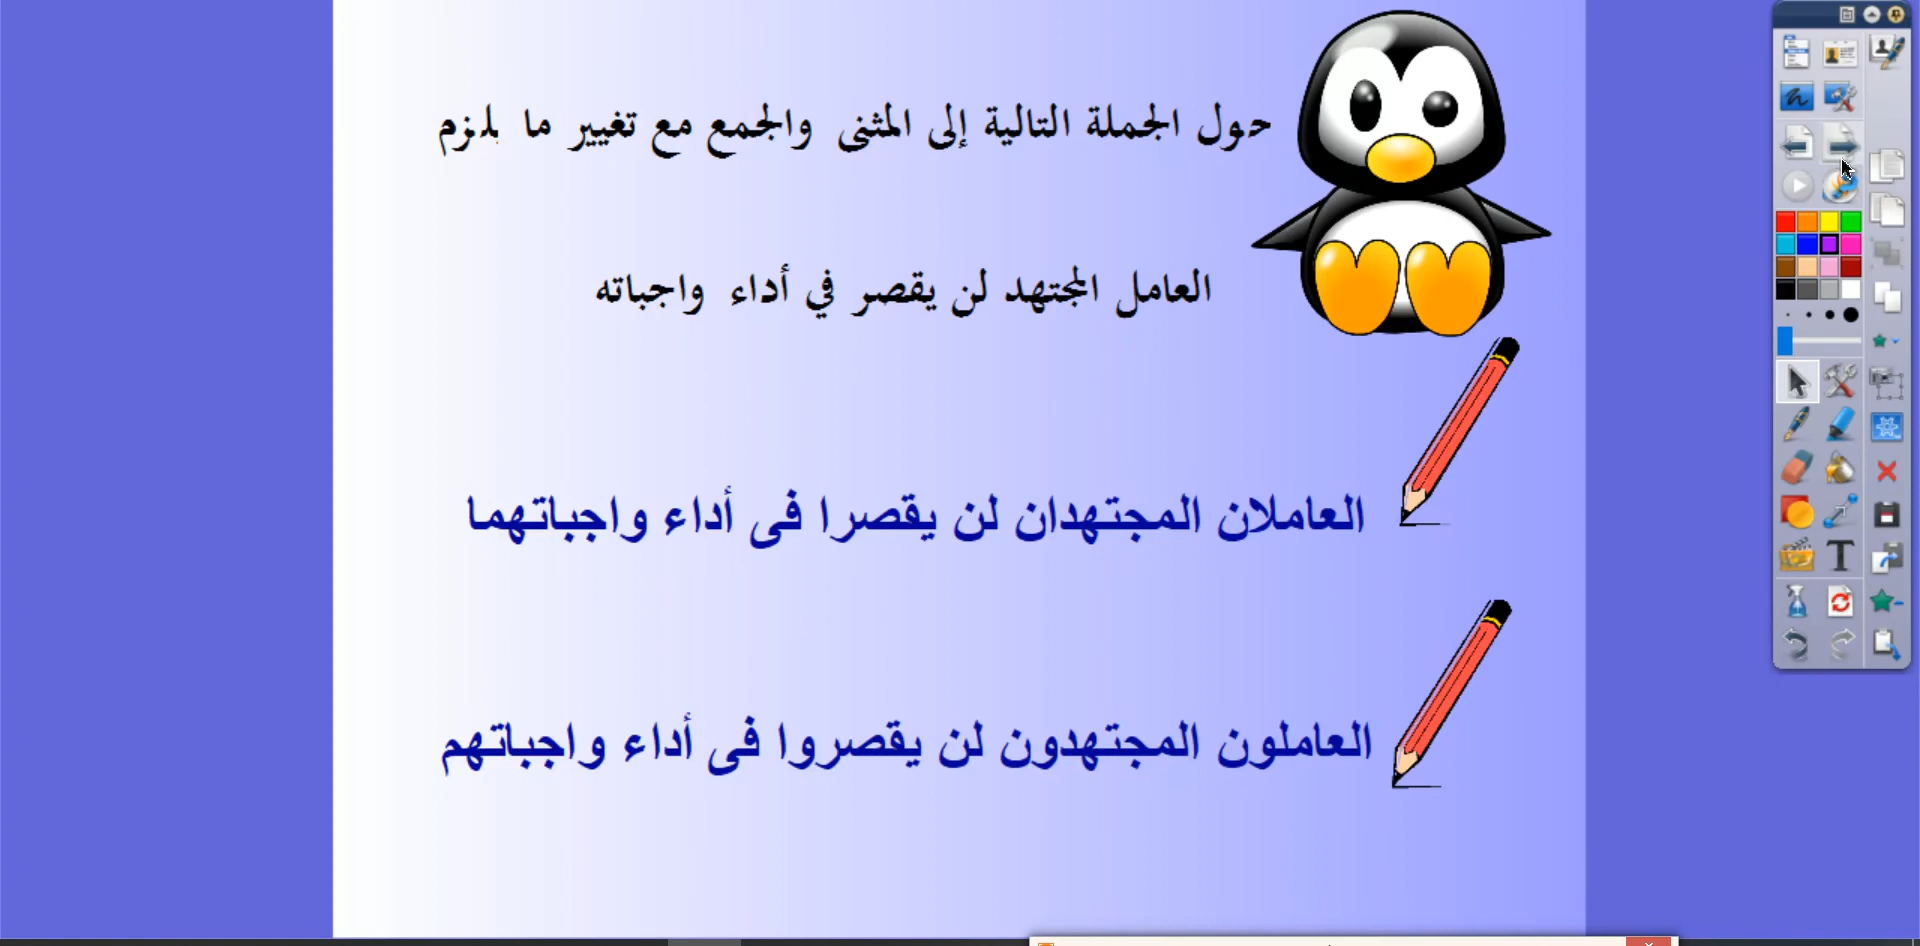 حول الجملة التالية إلى المثنى والجمع مع تغيير ما يلزم
العامل المجتهد لن يقصر في أداء واجباته
العاملان المجتهدان لن يقصرا فى أداء واجباتهما
العاملون المجتهدون لن يقصروا فى أداء واجباتهم